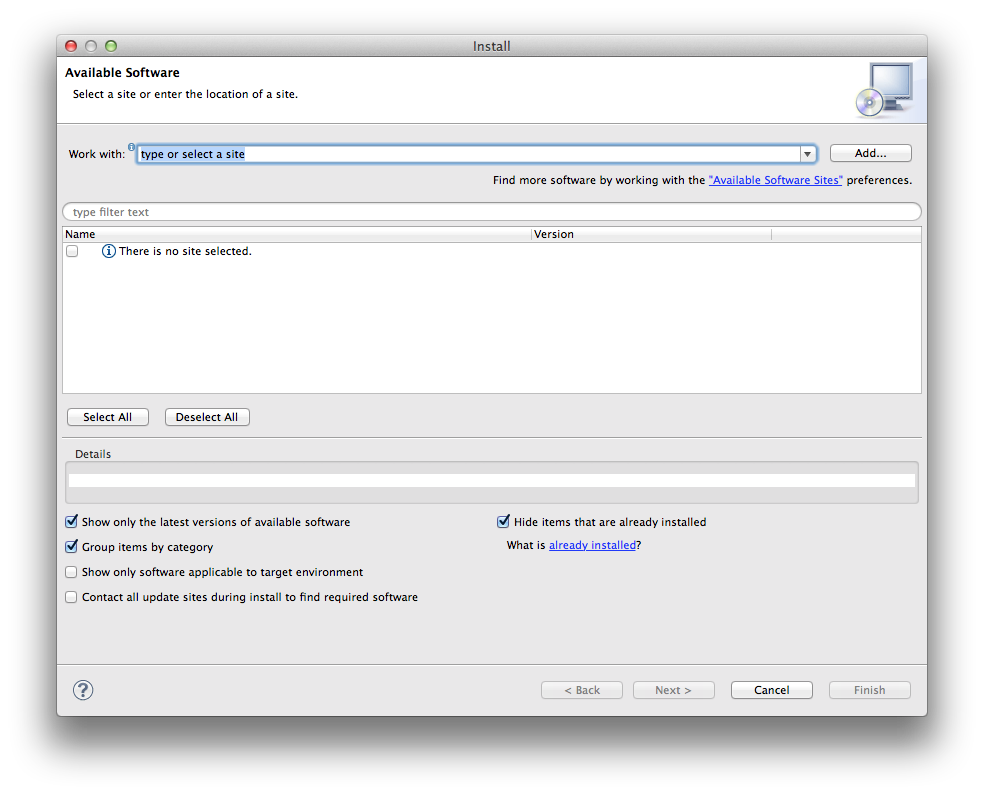 Install
Available Software
Select a site or enter the location of a site.
Work with: type or select a site Add...
Find more software by working with the "Available Software Sites" preferences.
type filter text
Name Version
There is no site selected.
Select All Deselect All
Details
Show only the latest versions of available software Hide items that are already installed
Group items by category What is already installed?
Show only software applicable to target environment
Contact all update sites during install to find required software
? < Back Next > Cancel Finish